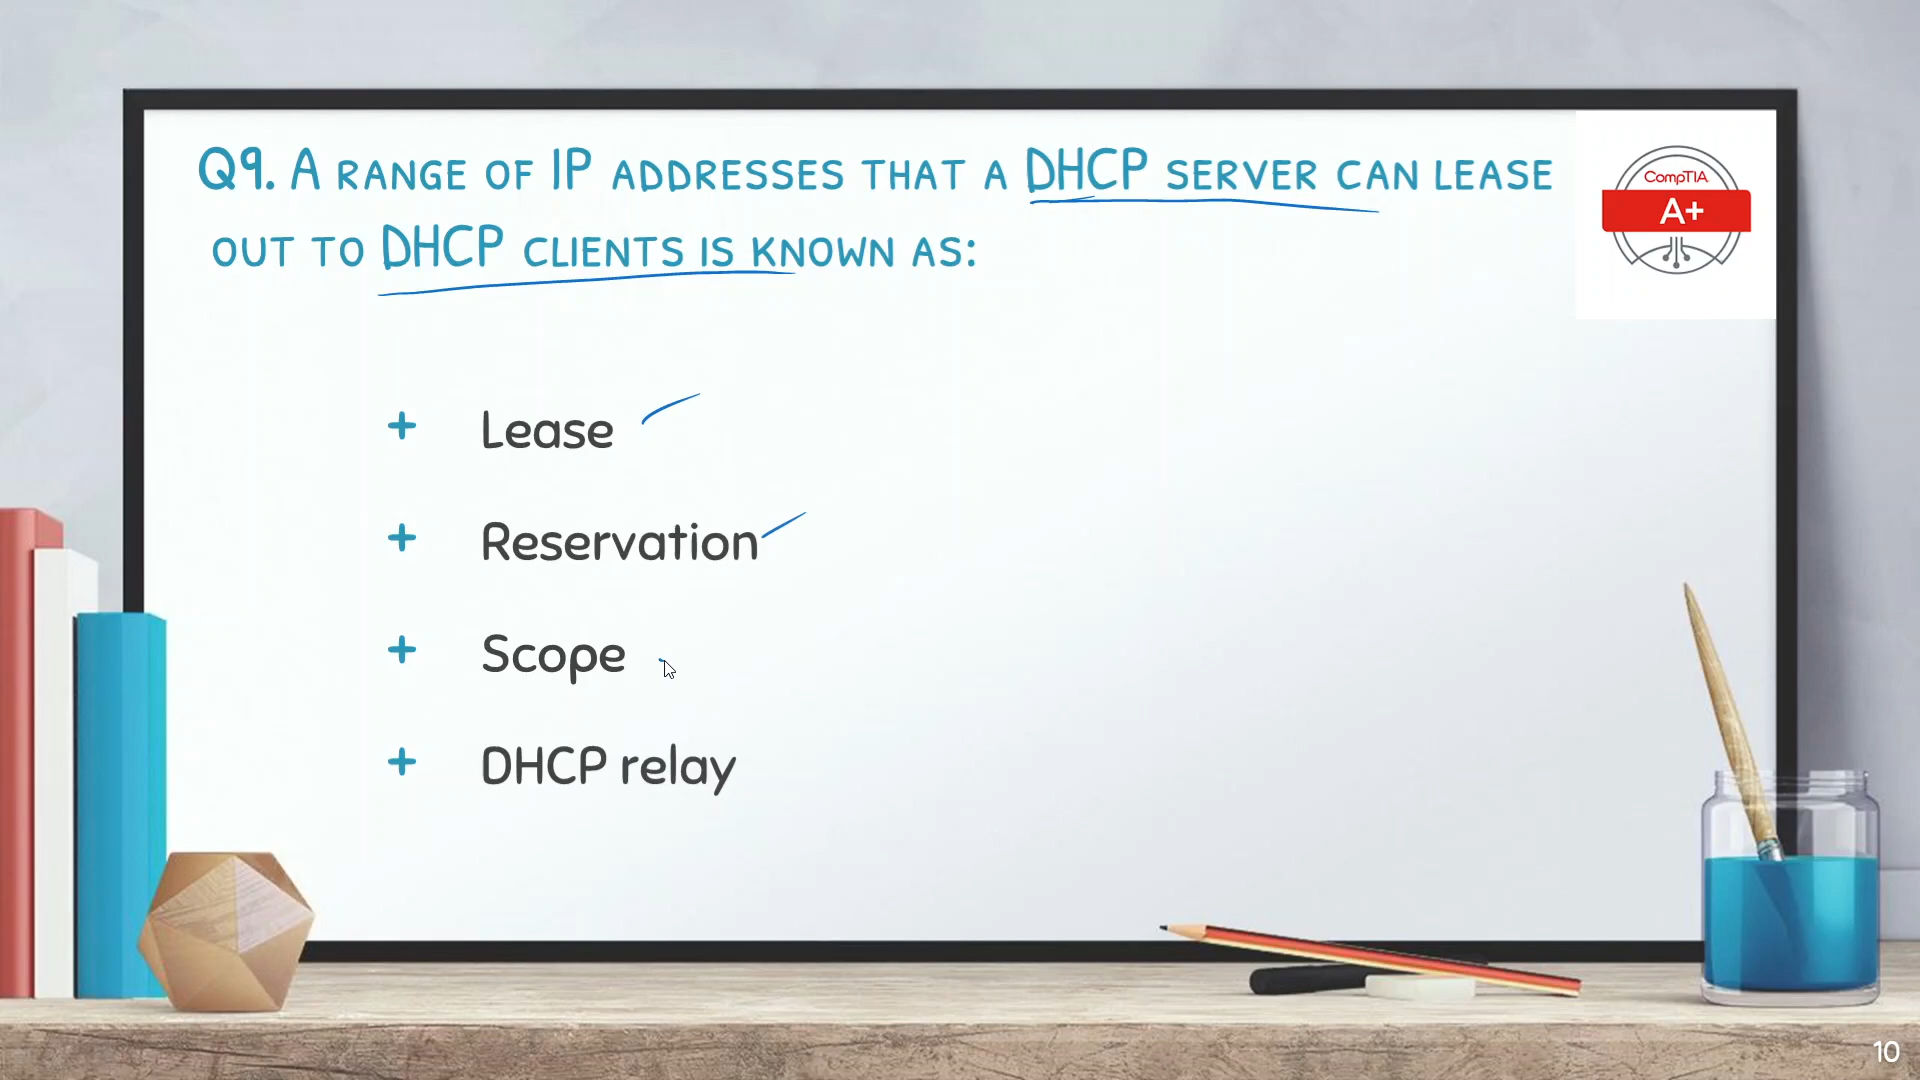 Q9. A RANGE OF IP ADDRESSES THAT A DHCP SERVER CAN LEASE
OUT TO DHCP CLIENTS IS KNOWN AS:
CompTIA
A+
+ Lease
+ Reservation
+ Scope
+ DHCP relay
10